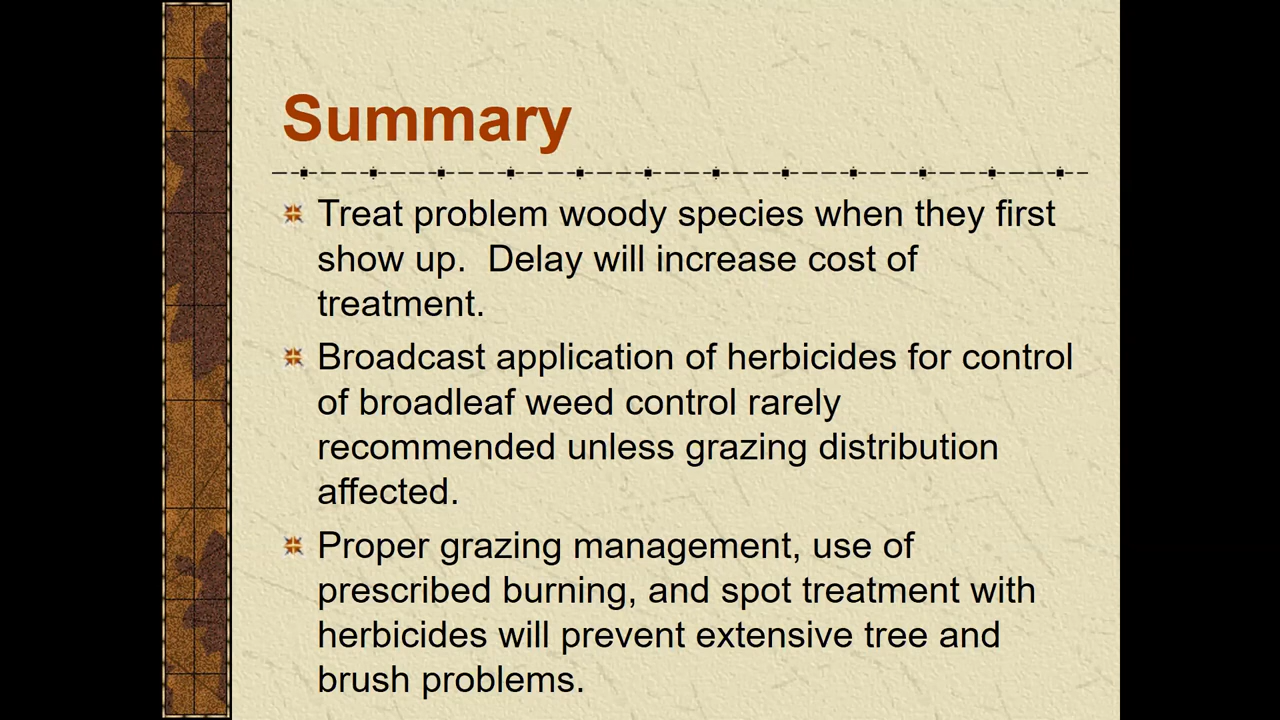 Summary
Treat problem woody species when they first
show up.  Delay will increase cost of
treatment.
Broadcast application of herbicides for control
of broadleaf weed control rarely
recommended unless grazing distribution
affected.
Proper grazing management, use of
prescribed burning, and spot treatment with
herbicides will prevent extensive tree and
brush problems.